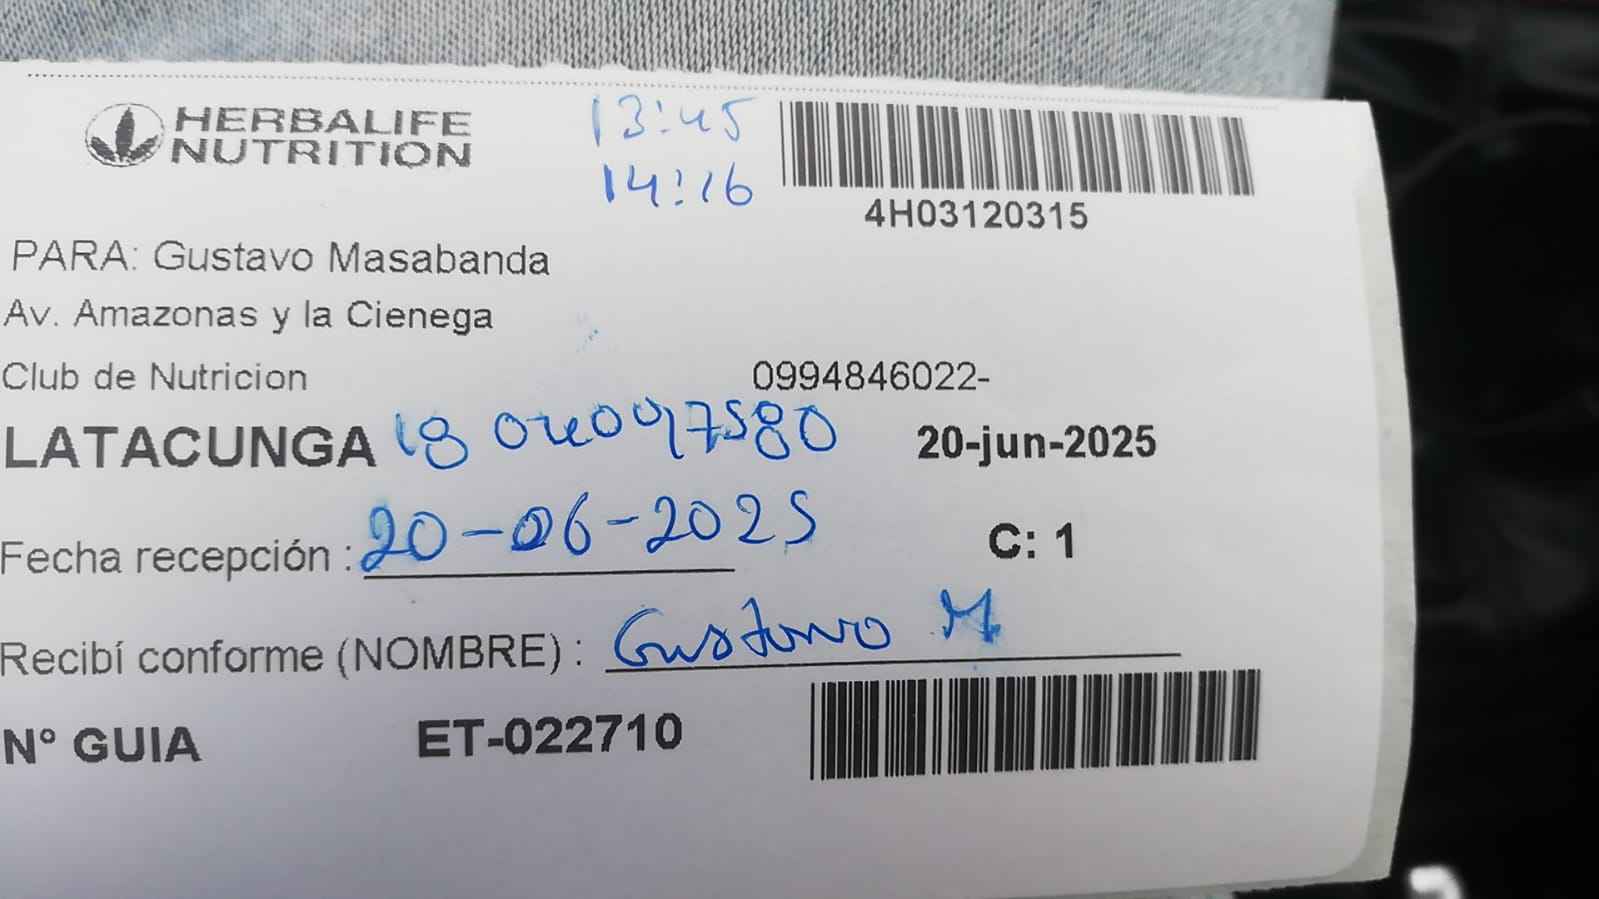 HERBALIFE
NUTRITION
13:45
14:16
4H03120315
PARA: Gustavo Masabanda
Av. Amazonas y la Cienega
Club de Nutricion 0994846022-
LATACUNGA 20-jun-2025
Fecha recepción : 20-06-2025
C: 1
Recibí conforme (NOMBRE) : Gustavo M
N° GUIA ET-022710